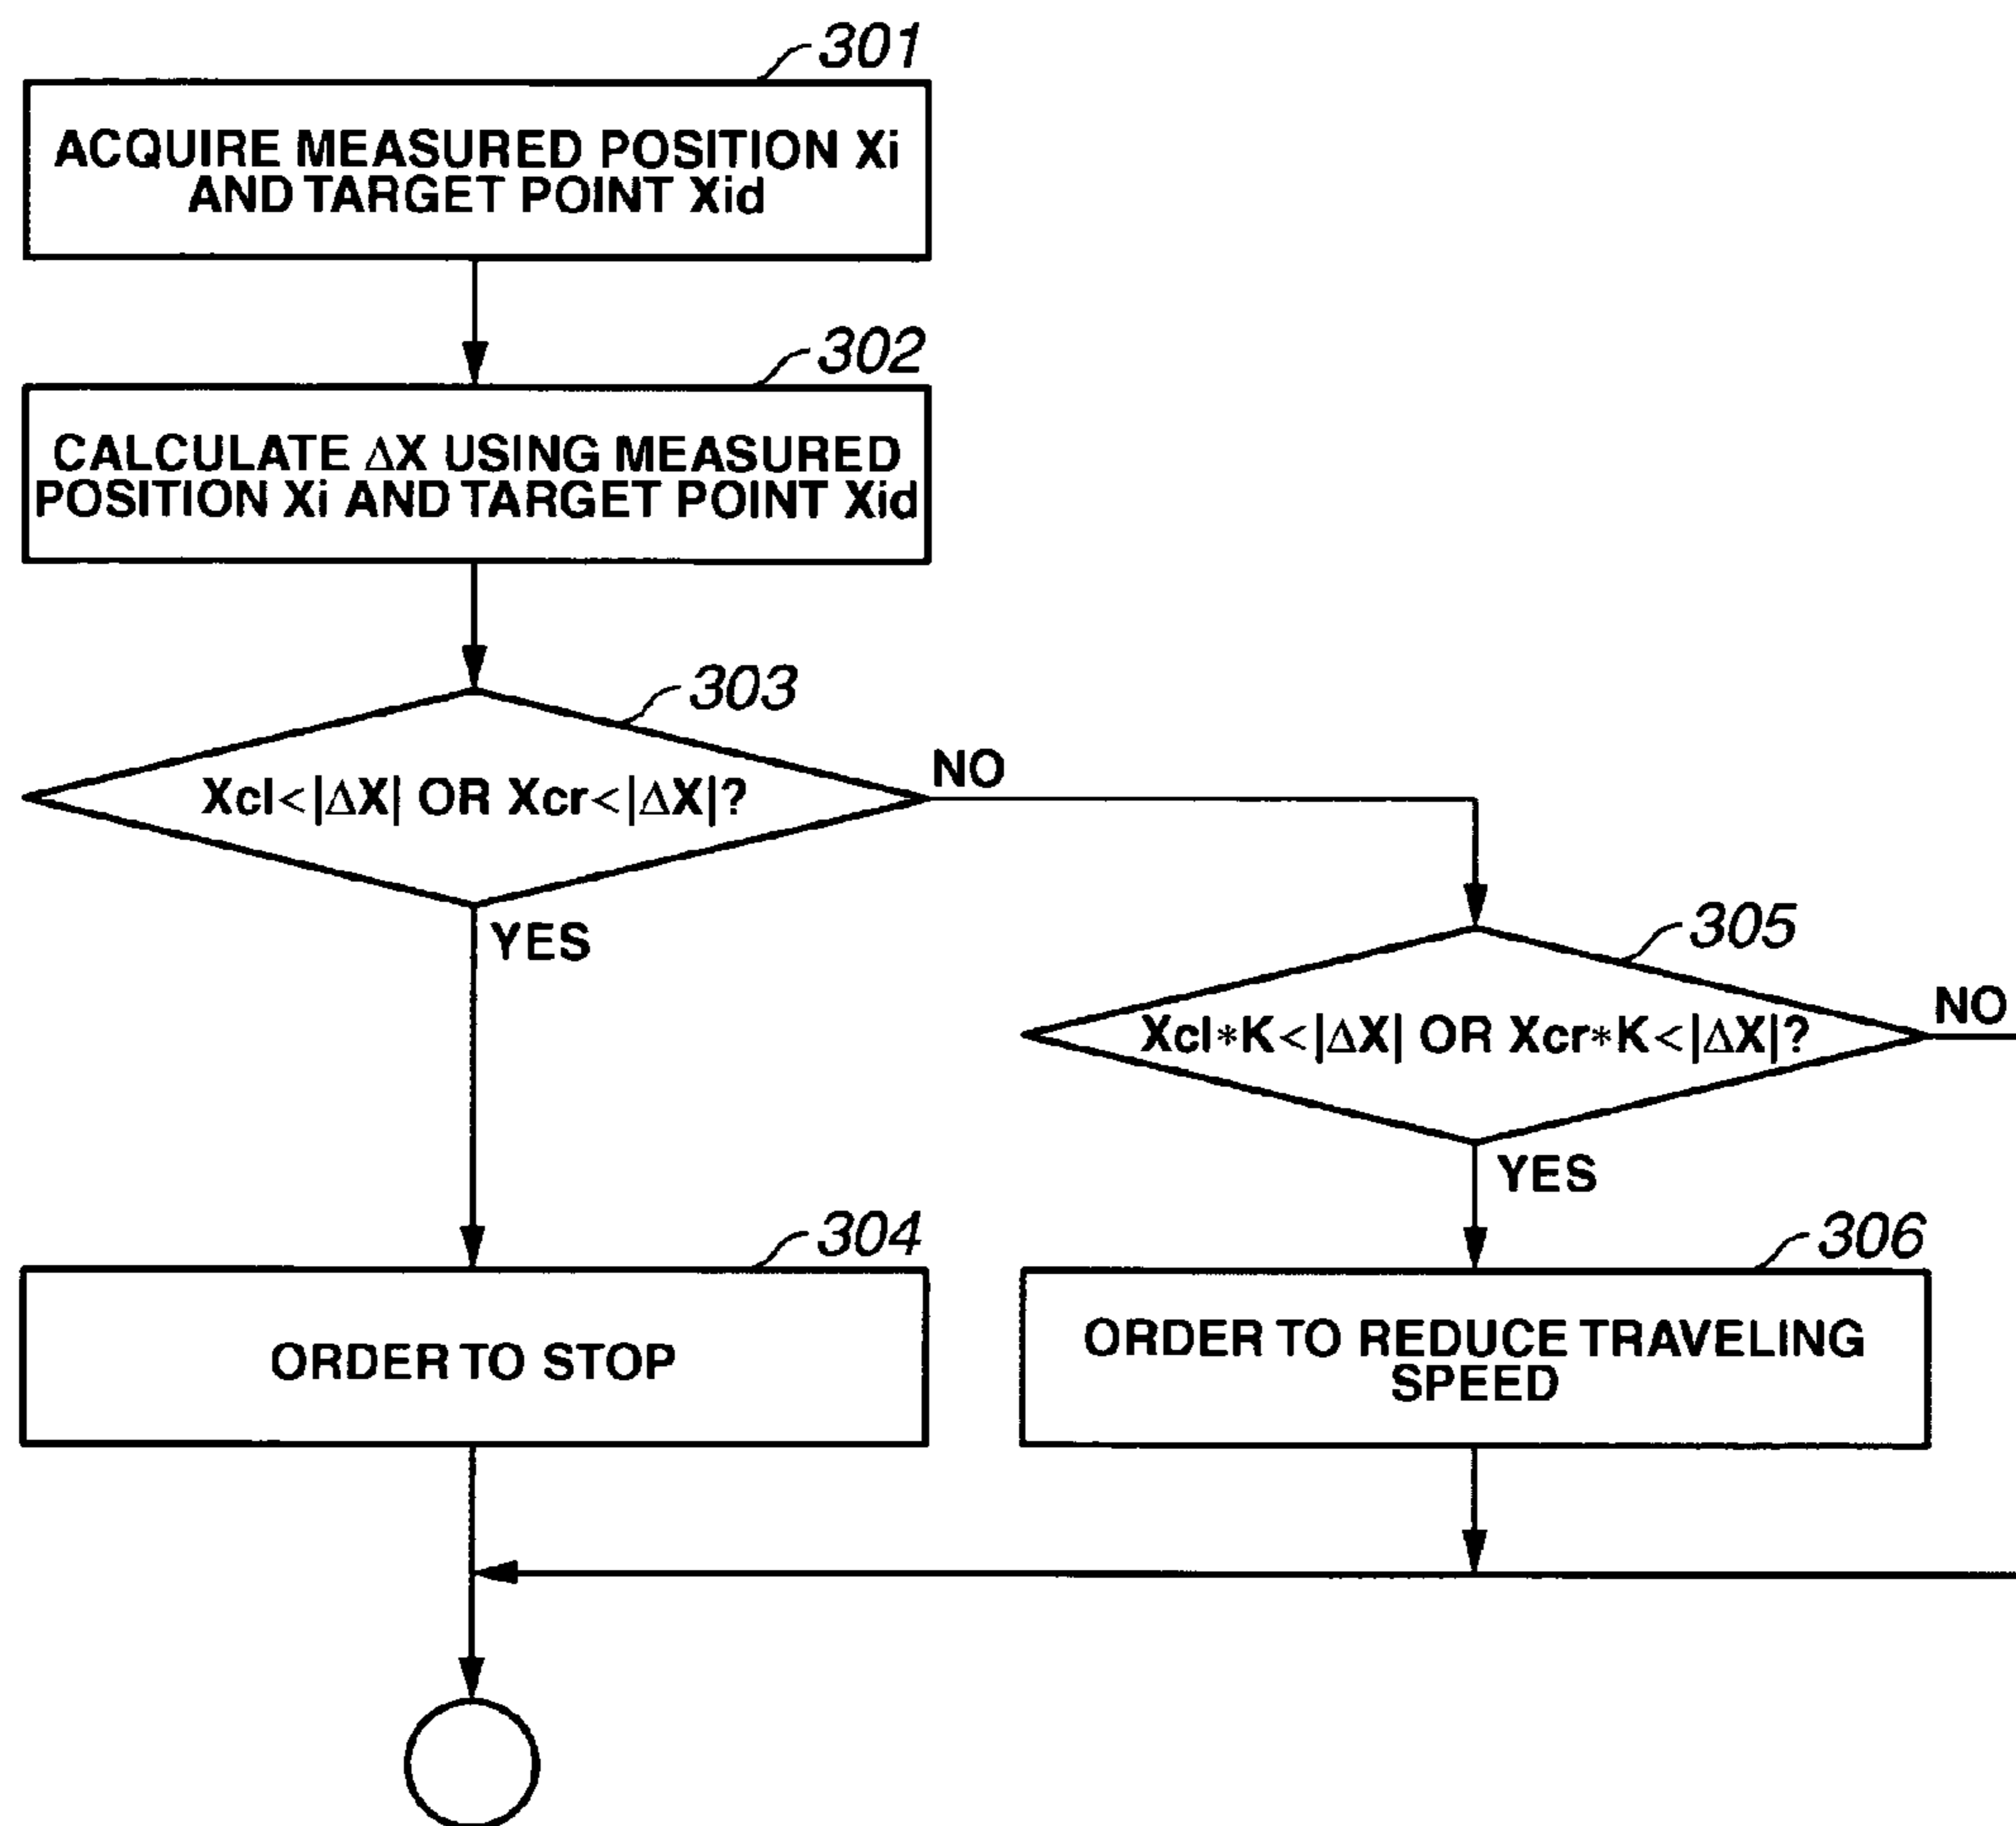 301
ACQUIRE MEASURED POSITION Xi
AND TARGET POINT Xid
302
CALCULATE ΔX USING MEASURED
POSITION Xi AND TARGET POINT Xid
303
Xcl<|ΔX| OR Xcr<|ΔX|?
NO
YES
305
Xcl*K<|ΔX| OR Xcr*K<|ΔX|?
NO
YES
304
ORDER TO STOP
306
ORDER TO REDUCE TRAVELING
SPEED